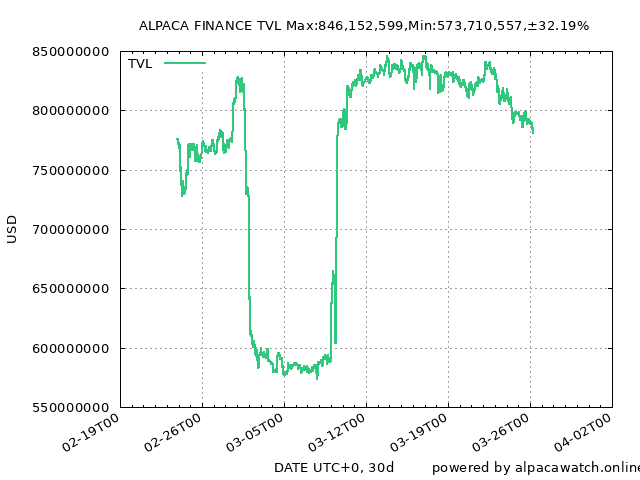 ALPACA FINANCE TVL Max:846,152,599,Min:573,710,557,±32.19%
850000000
TVL
800000000
750000000
700000000
650000000
600000000
550000000
USD
02-19T00
02-26T00
03-05T00
03-12T00
03-19T00
03-26T00
04-02T00
DATE UTC+0, 30d
powered by alpacawatch.online